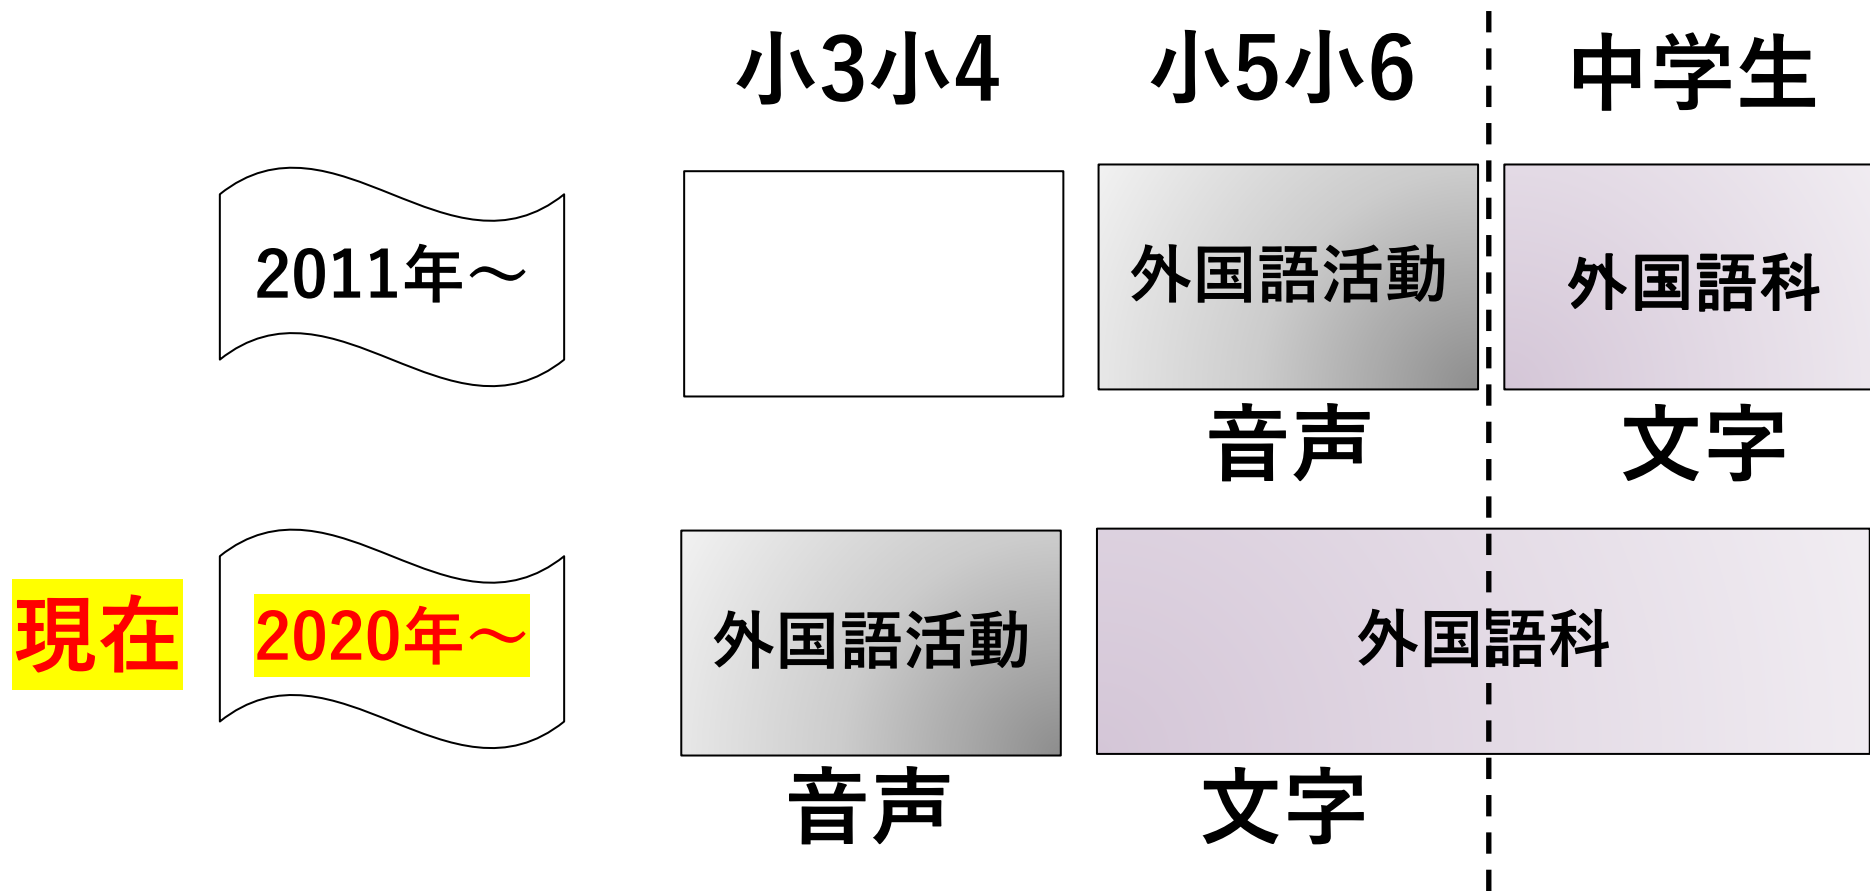 小3小4
小5小6
中学生
2011年～
外国語活動
外国語科
音声
文字
現在
2020年～
外国語活動
外国語科
音声
文字